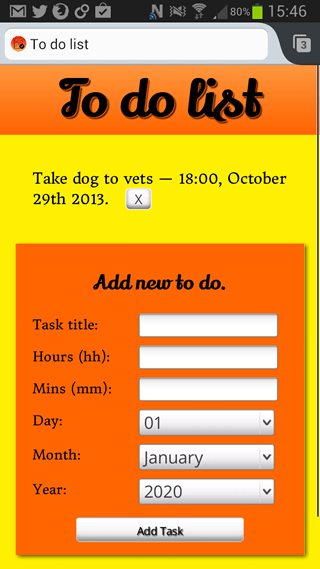 80% 15:46
To do list
3
To do list
Take dog to vets — 18:00, October
29th 2013. X
Add new to do.
Task title:
Hours (hh):
Mins (mm):
Day: 01
Month: January
Year: 2020
Add Task